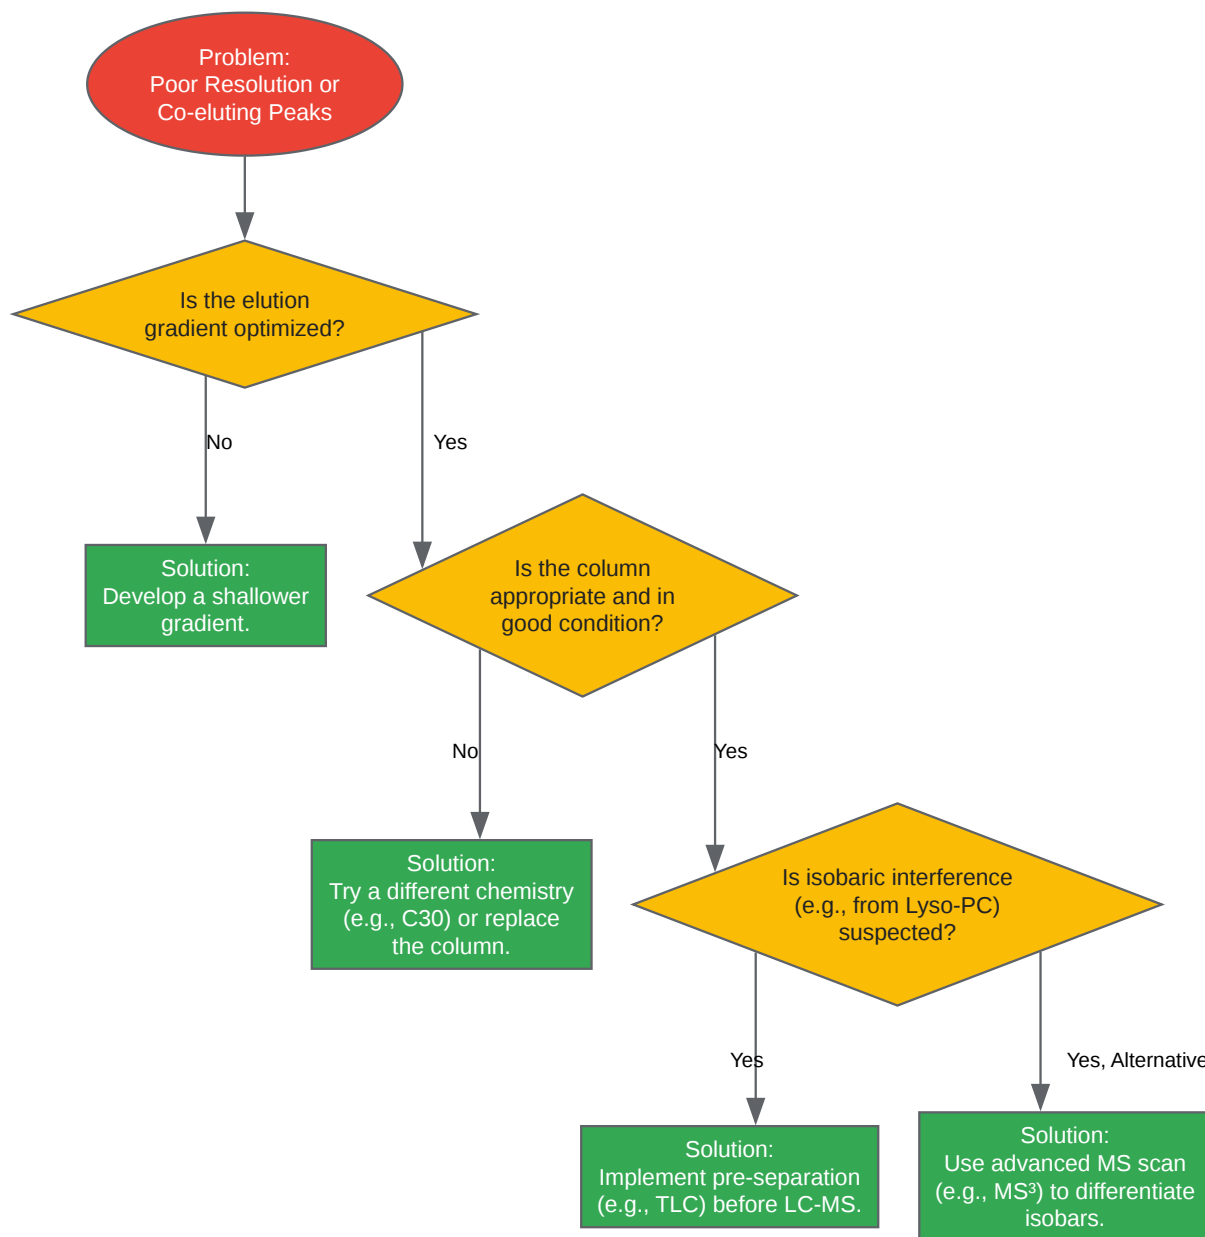 Problem:
Poor Resolution or
Co-eluting Peaks
Is the elution
gradient optimized?
No
Yes
Solution:
Develop a shallower
gradient.
Is the column
appropriate and in
good condition?
No
Yes
Solution:
Try a different chemistry
(e.g., C30) or replace
the column.
Is isobaric interference
(e.g., from Lyso-PC)
suspected?
Yes
Yes, Alternative
Solution:
Implement pre-separation
(e.g., TLC) before LC-MS.
Solution:
Use advanced MS scan
(e.g., MS³) to differentiate
isobars.